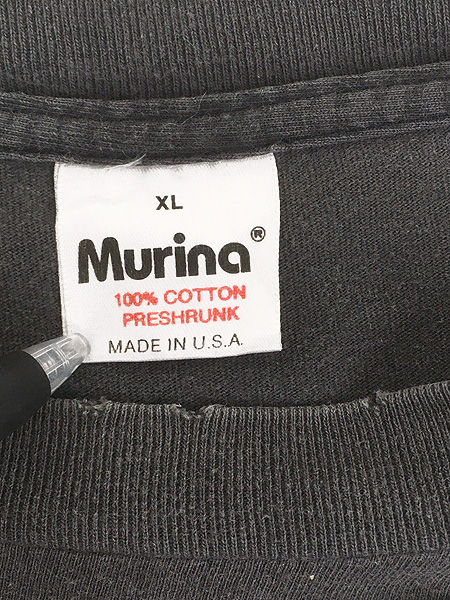 XL
Murina®
100% COTTON
PRESHRUNK
MADE IN U.S.A.